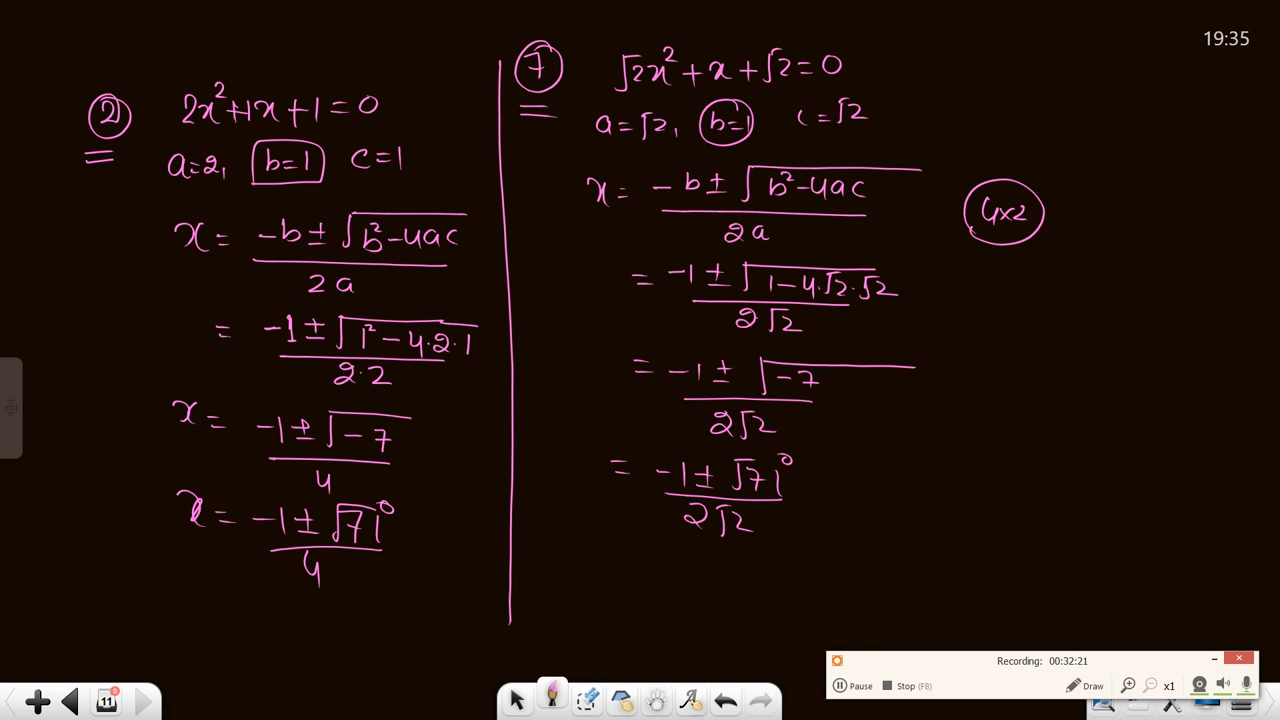 19:35
② 2x²+1x+1=0
a=2, b=1 c=1
x = (-b ± √(b²-4ac))/(2a)
= (-1 ± √(1²-4·2·1))/(2·2)
x = (-1 ± √(-7))/4
x = (-1 ± √7 i)/4
⑦ √2x²+x+√2=0
a=√2, b=1 c=√2
x = (-b ± √(b²-4ac))/(2a)
4×2
= (-1 ± √(1-4·√2·√2))/(2√2)
= (-1 ± √(-7))/(2√2)
= (-1 ± √7 i)/(2√2)
Recording: 00:32:21
Pause Stop (F8) Draw x1
11 0